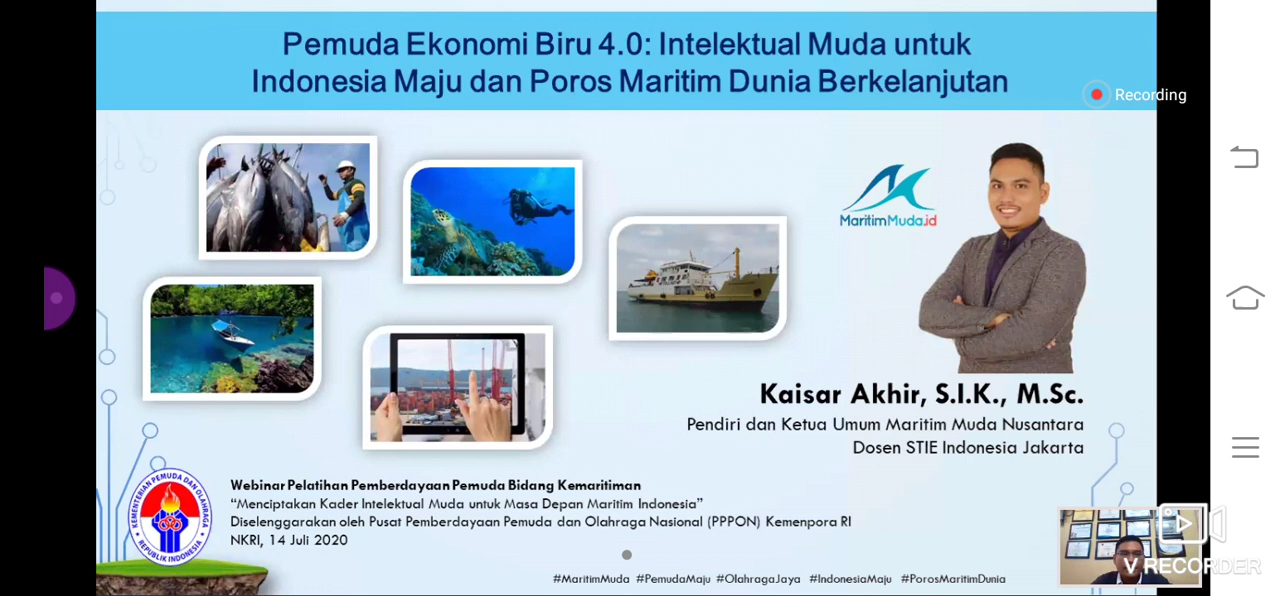 Pemuda Ekonomi Biru 4.0: Intelektual Muda untuk
Indonesia Maju dan Poros Maritim Dunia Berkelanjutan
Recording
MaritimMuda.id
Kaisar Akhir, S.I.K., M.Sc.
Pendiri dan Ketua Umum Maritim Muda Nusantara
Dosen STIE Indonesia Jakarta
KEMENTERIAN PEMUDA DAN OLAHRAGA
REPUBLIK INDONESIA
Webinar Pelatihan Pemberdayaan Pemuda Bidang Kemaritiman
“Menciptakan Kader Intelektual Muda untuk Masa Depan Maritim Indonesia”
Diselenggarakan oleh Pusat Pemberdayaan Pemuda dan Olahraga Nasional (PPPON) Kemenpora RI
NKRI, 14 Juli 2020
#MaritimMuda #PemudaMaju #OlahragaJaya #IndonesiaMaju #PorosMaritimDunia
V RECORDER